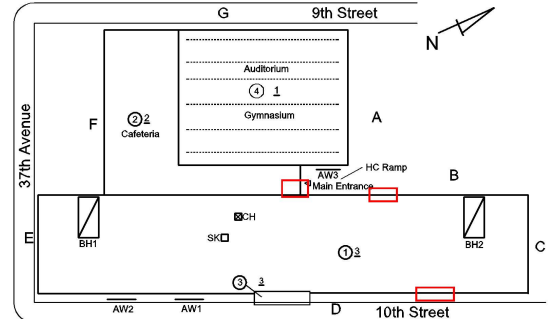 G
9th Street
N
Auditorium
4 1
Gymnasium
A
2 2
Cafeteria
F
37th Avenue
HC Ramp
AW3
Main Entrance
B
CH
SK
BH1
BH2
E
1 3
C
3 3
AW2
AW1
D
10th Street